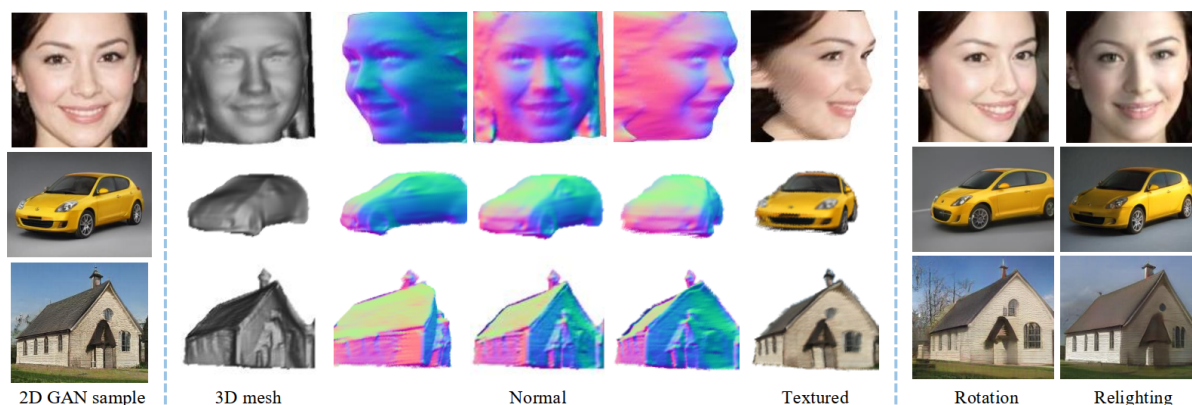 2D GAN sample
3D mesh
Normal
Textured
Rotation
Relighting